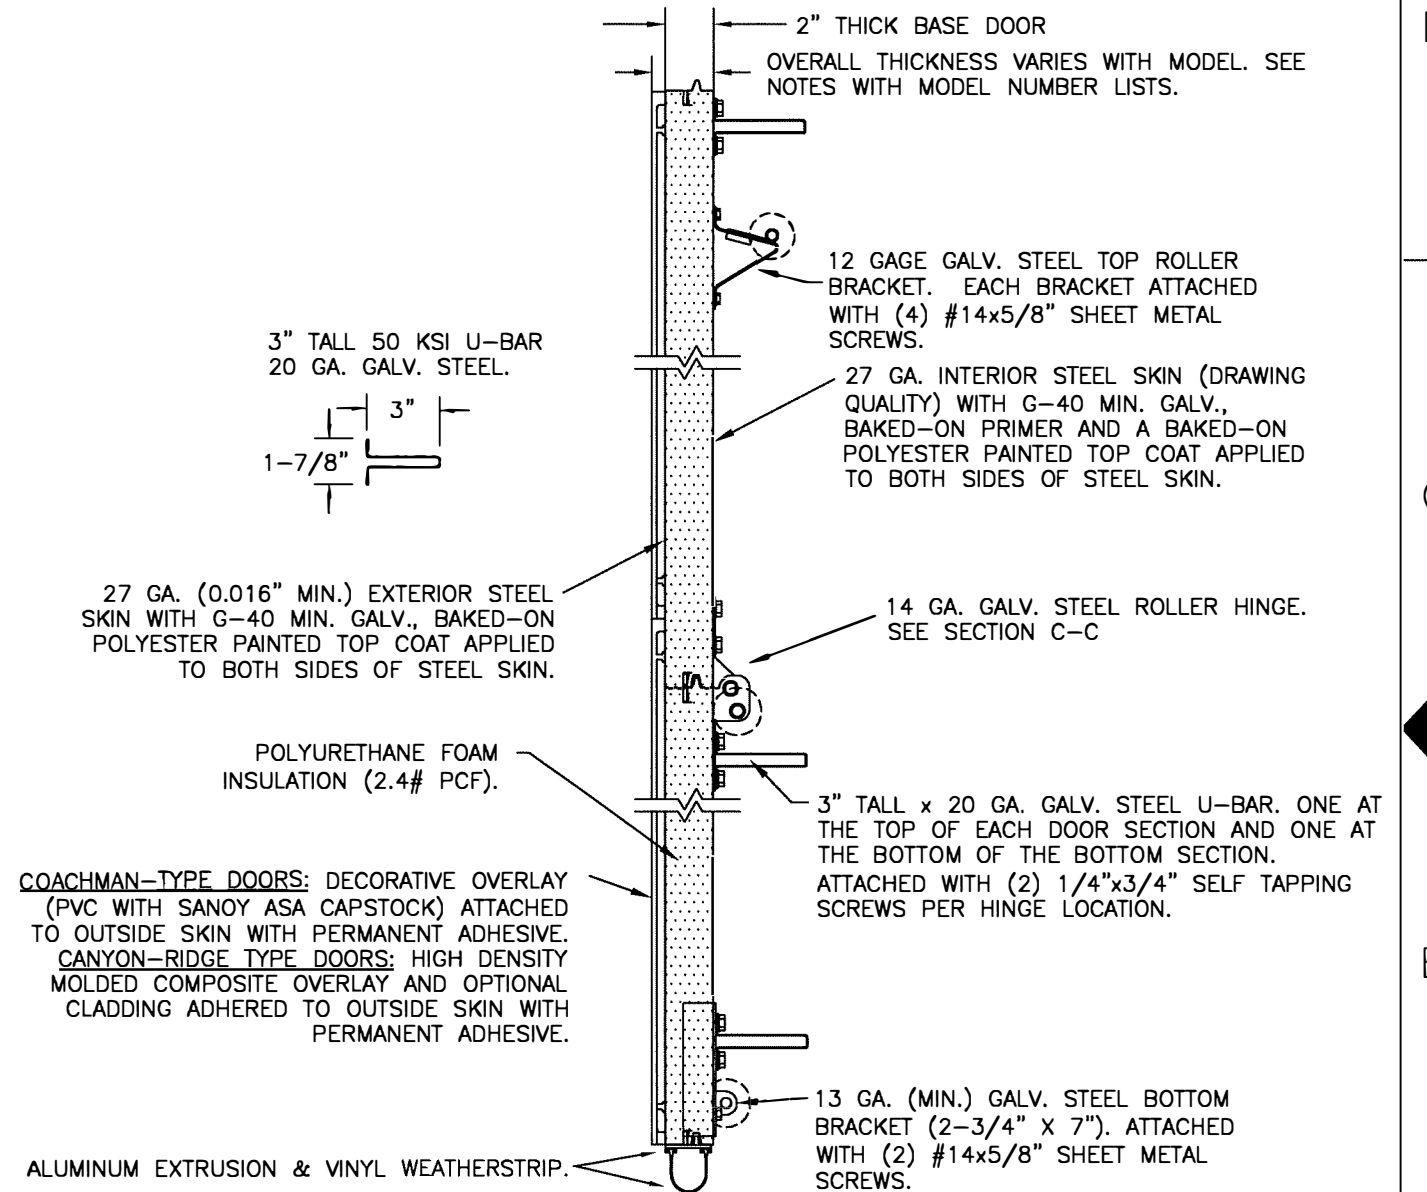 2" THICK BASE DOOR
OVERALL THICKNESS VARIES WITH MODEL. SEE
NOTES WITH MODEL NUMBER LISTS.
12 GAGE GALV. STEEL TOP ROLLER
BRACKET. EACH BRACKET ATTACHED
WITH (4) #14x5/8" SHEET METAL
SCREWS.
3" TALL 50 KSI U-BAR
20 GA. GALV. STEEL.
3"
1-7/8"
27 GA. INTERIOR STEEL SKIN (DRAWING
QUALITY) WITH G-40 MIN. GALV.,
BAKED-ON PRIMER AND A BAKED-ON
POLYESTER PAINTED TOP COAT APPLIED
TO BOTH SIDES OF STEEL SKIN.
27 GA. (0.016" MIN.) EXTERIOR STEEL
SKIN WITH G-40 MIN. GALV., BAKED-ON
POLYESTER PAINTED TOP COAT APPLIED
TO BOTH SIDES OF STEEL SKIN.
14 GA. GALV. STEEL ROLLER HINGE.
SEE SECTION C-C
POLYURETHANE FOAM
INSULATION (2.4# PCF).
3" TALL x 20 GA. GALV. STEEL U-BAR. ONE AT
THE TOP OF EACH DOOR SECTION AND ONE AT
THE BOTTOM OF THE BOTTOM SECTION.
ATTACHED WITH (2) 1/4"x3/4" SELF TAPPING
SCREWS PER HINGE LOCATION.
COACHMAN-TYPE DOORS: DECORATIVE OVERLAY
(PVC WITH SANOY ASA CAPSTOCK) ATTACHED
TO OUTSIDE SKIN WITH PERMANENT ADHESIVE.
CANYON-RIDGE TYPE DOORS: HIGH DENSITY
MOLDED COMPOSITE OVERLAY AND OPTIONAL
CLADDING ADHERED TO OUTSIDE SKIN WITH
PERMANENT ADHESIVE.
13 GA. (MIN.) GALV. STEEL BOTTOM
BRACKET (2-3/4" X 7"). ATTACHED
WITH (2) #14x5/8" SHEET METAL
SCREWS.
ALUMINUM EXTRUSION & VINYL WEATHERSTRIP.